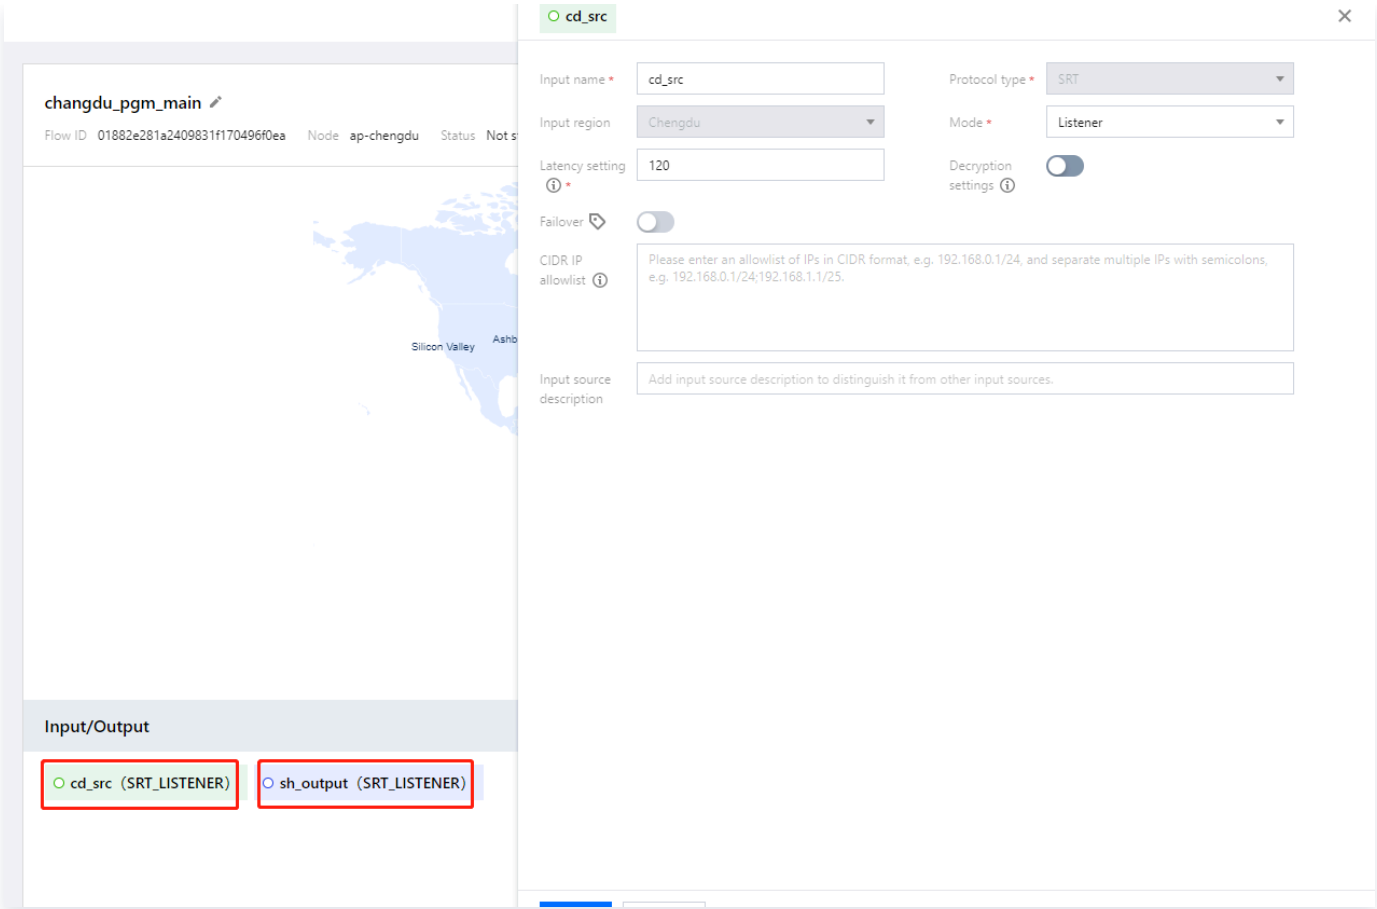 cd_src
changdu_pgm_main
Flow ID 01882e281a2409831f170496f0ea Node ap-chengdu Status Not s
Silicon Valley
Ashb
Input/Output
cd_src（SRT_LISTENER）
sh_output（SRT_LISTENER）
Input name *
cd_src
Protocol type *
SRT
Input region
Chengdu
Mode *
Listener
Latency setting
*
120
Decryption
settings
Failover
CIDR IP
allowlist
Please enter an allowlist of IPs in CIDR format, e.g. 192.168.0.1/24, and separate multiple IPs with semicolons,
e.g. 192.168.0.1/24;192.168.1.1/25.
Input source
description
Add input source description to distinguish it from other input sources.